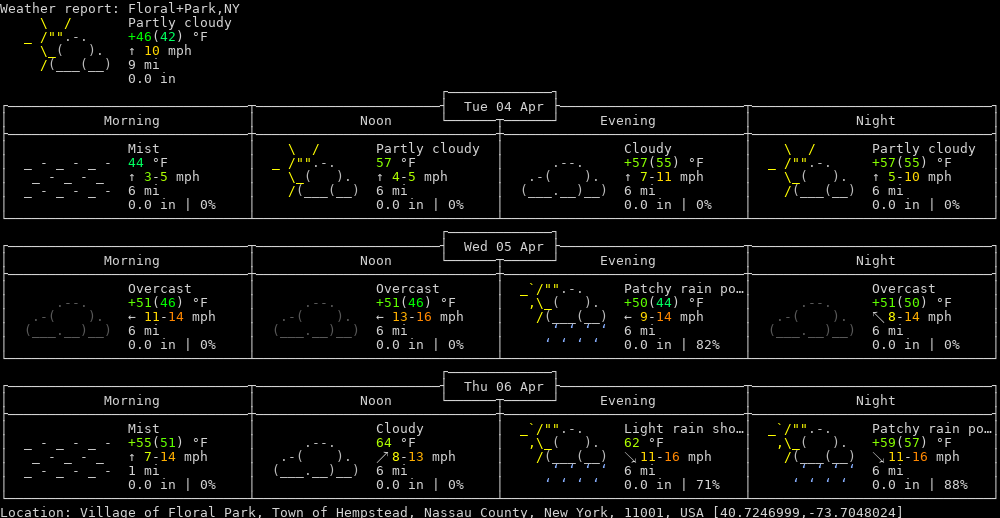 Weather report: Floral+Park,NY
Partly cloudy
+46(42) °F
↑ 10 mph
9 mi
0.0 in
Tue 04 Apr
Morning Noon Evening Night
Mist Partly cloudy Cloudy Partly cloudy
44 °F 57 °F +57(55) °F +57(55) °F
↑ 3-5 mph ↑ 4-5 mph ↑ 7-11 mph ↑ 5-10 mph
6 mi 6 mi 6 mi 6 mi
0.0 in | 0% 0.0 in | 0% 0.0 in | 0% 0.0 in | 0%
Wed 05 Apr
Morning Noon Evening Night
Overcast Overcast Patchy rain po… Overcast
+51(46) °F +51(46) °F +50(44) °F +51(50) °F
← 11-14 mph ← 13-16 mph ← 9-14 mph ↖ 8-14 mph
6 mi 6 mi 6 mi 6 mi
0.0 in | 0% 0.0 in | 0% 0.0 in | 82% 0.0 in | 0%
Thu 06 Apr
Morning Noon Evening Night
Mist Cloudy Light rain sho… Patchy rain po…
+55(51) °F 64 °F 62 °F +59(57) °F
↑ 7-14 mph ↗ 8-13 mph ↘ 11-16 mph ↘ 11-16 mph
1 mi 6 mi 6 mi 6 mi
0.0 in | 0% 0.0 in | 0% 0.0 in | 71% 0.0 in | 88%
Location: Village of Floral Park, Town of Hempstead, Nassau County, New York, 11001, USA [40.7246999,-73.7048024]